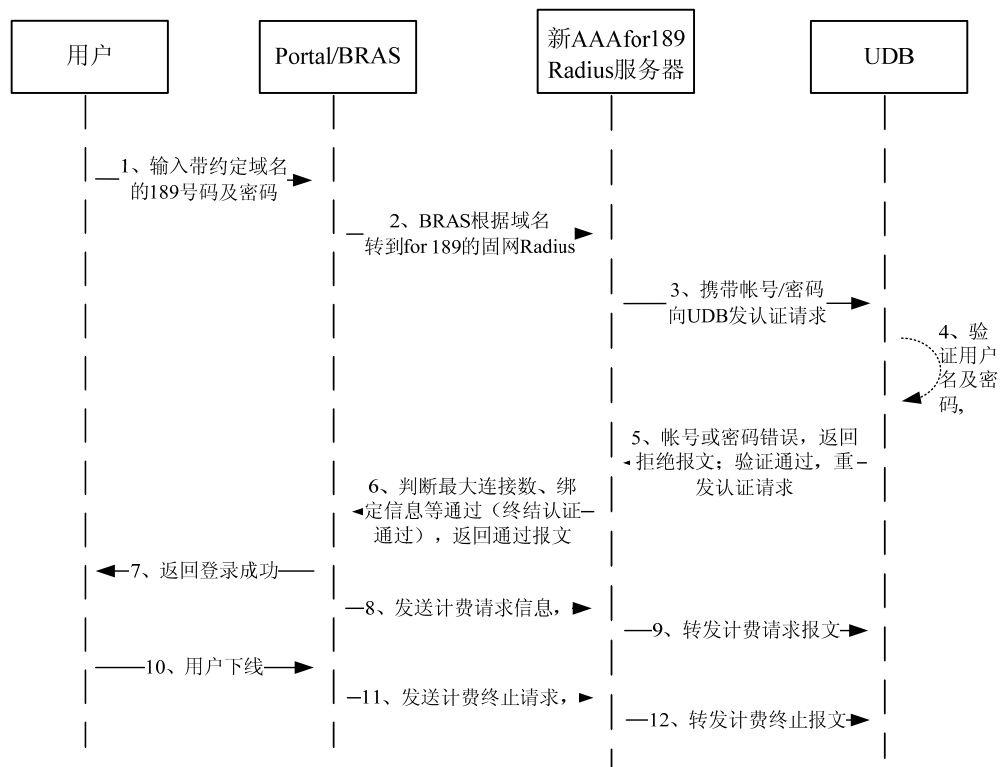 用户
Portal/BRAS
新AAAfor189
Radius服务器
UDB
1、输入带约定域名
的189号码及密码
2、BRAS根据域名
转到for 189的固网Radius
3、携带帐号/密码
向UDB发认证请求
4、验
证用户
名及密
码,
5、帐号或密码错误，返回
拒绝报文；验证通过，重
发认证请求
6、判断最大连接数、绑
定信息等通过（终结认证
通过），返回通过报文
7、返回登录成功
8、发送计费请求信息，
9、转发计费请求报文
10、用户下线
11、发送计费终止请求，
12、转发计费终止报文